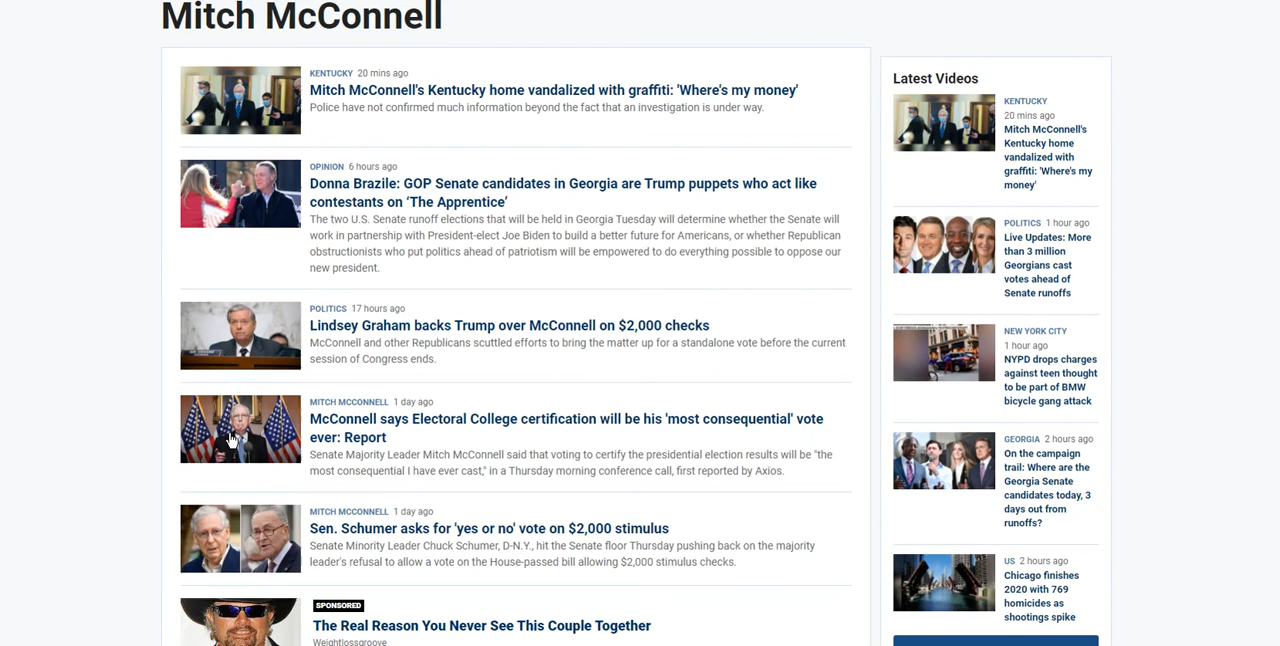 Mitch McConnell
KENTUCKY 20 mins ago
Mitch McConnell's Kentucky home vandalized with graffiti: 'Where's my money'
Police have not confirmed much information beyond the fact that an investigation is under way.
OPINION 6 hours ago
Donna Brazile: GOP Senate candidates in Georgia are Trump puppets who act like
contestants on ‘The Apprentice’
The two U.S. Senate runoff elections that will be held in Georgia Tuesday will determine whether the Senate will
work in partnership with President-elect Joe Biden to build a better future for Americans, or whether Republican
obstructionists who put politics ahead of patriotism will be empowered to do everything possible to oppose our
new president.
POLITICS 17 hours ago
Lindsey Graham backs Trump over McConnell on $2,000 checks
McConnell and other Republicans scuttled efforts to bring the matter up for a standalone vote before the current
session of Congress ends.
MITCH MCCONNELL 1 day ago
McConnell says Electoral College certification will be his 'most consequential' vote
ever: Report
Senate Majority Leader Mitch McConnell said that voting to certify the presidential election results will be "the
most consequential I have ever cast," in a Thursday morning conference call, first reported by Axios.
MITCH MCCONNELL 1 day ago
Sen. Schumer asks for 'yes or no' vote on $2,000 stimulus
Senate Minority Leader Chuck Schumer, D-N.Y., hit the Senate floor Thursday pushing back on the majority
leader's refusal to allow a vote on the House-passed bill allowing $2,000 stimulus checks.
SPONSORED
The Real Reason You Never See This Couple Together
Weightlossgroove
Latest Videos
KENTUCKY
20 mins ago
Mitch McConnell's
Kentucky home
vandalized with
graffiti: 'Where's my
money'
POLITICS 1 hour ago
Live Updates: More
than 3 million
Georgians cast
votes ahead of
Senate runoffs
NEW YORK CITY
1 hour ago
NYPD drops charges
against teen thought
to be part of BMW
bicycle gang attack
GEORGIA 2 hours ago
On the campaign
trail: Where are the
Georgia Senate
candidates today, 3
days out from
runoffs?
US 2 hours ago
Chicago finishes
2020 with 769
homicides as
shootings spike